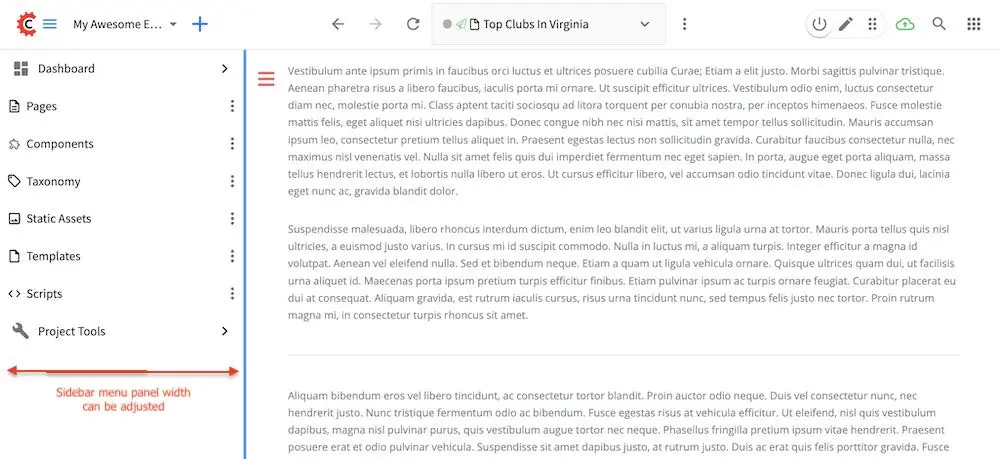 My Awesome E...
Top Clubs In Virginia
Dashboard
Pages
Components
Taxonomy
Static Assets
Templates
Scripts
Project Tools
Sidebar menu panel width
can be adjusted
Vestibulum ante ipsum primis in faucibus orci luctus et ultrices posuere cubilia Curae; Etiam a elit justo. Morbi sagittis pulvinar tristique.
Aenean pharetra risus a libero faucibus, iaculis porta mi ornare. Ut suscipit efficitur ultrices. Vestibulum odio enim, luctus consectetur
diam nec, molestie porta mi. Class aptent taciti sociosqu ad litora torquent per conubia nostra, per inceptos himenaeos. Fusce molestie
mattis felis, eget aliquet nisi ultricies dapibus. Donec congue nibh nec nisi mattis, sit amet tempor tellus sollicitudin. Mauris accumsan
ipsum leo, consectetur pretium tellus aliquet in. Praesent egestas lectus non sollicitudin gravida. Curabitur faucibus consectetur nulla, nec
maximus nisl venenatis vel. Nulla sit amet felis quis dui imperdiet fermentum nec eget sapien. In porta, augue eget porta aliquam, massa
tellus hendrerit lectus, et lobortis nulla libero ut eros. Ut cursus efficitur libero, vel accumsan odio tincidunt vitae. Donec ligula dui, lacinia
eget nunc ac, gravida blandit dolor.
Suspendisse malesuada, libero rhoncus interdum dictum, enim leo blandit elit, ut varius ligula urna at tortor. Mauris porta tellus quis nisl
ultricies, a euismod justo varius. In cursus mi id suscipit commodo. Nulla in luctus mi, a aliquam turpis. Integer efficitur a magna id
volutpat. Aenean vel eleifend nulla. Sed et bibendum neque. Etiam a quam ut ligula vehicula ornare. Quisque ultrices quam dui, ut facilisis
urna aliquet id. Maecenas porta ipsum pretium turpis efficitur finibus. Etiam pulvinar ipsum ac turpis ornare feugiat. Curabitur placerat eu
dui at consequat. Aliquam gravida, est rutrum iaculis cursus, risus urna tincidunt nunc, sed tempus felis justo nec tortor. Proin rutrum
magna mi, in consectetur turpis rhoncus sit amet.
Aliquam bibendum eros vel libero tincidunt, ac consectetur tortor blandit. Proin auctor odio neque. Duis vel consectetur nunc, nec
hendrerit justo. Nunc tristique fermentum odio ac bibendum. Fusce egestas risus at vehicula efficitur. Ut eleifend, nisl quis vestibulum
dapibus, magna nisl pulvinar purus, quis vestibulum augue tortor nec neque. Phasellus fringilla pretium ipsum vitae hendrerit. Praesent
posuere erat et odio pulvinar vehicula. Suspendisse sit amet dapibus justo, at rutrum justo. Duis ac erat quis felis porttitor gravida. Fusce